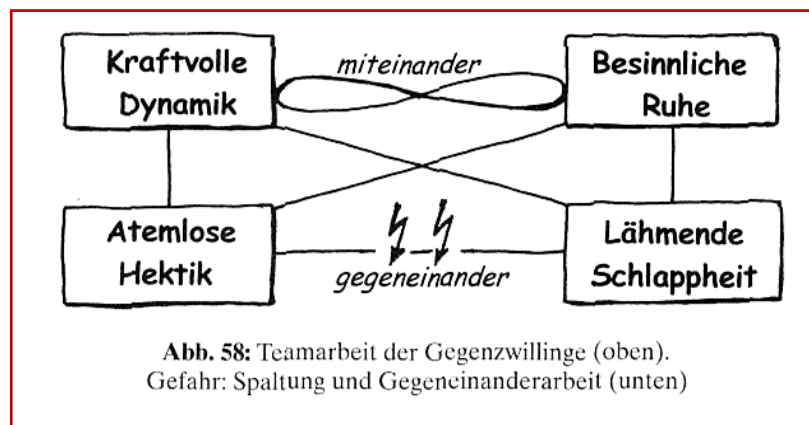 Kraftvolle
Dynamik
miteinander
Besinnliche
Ruhe
Atemlose
Hektik
gegeneinander
Lähmende
Schlappheit
Abb. 58: Teamarbeit der Gegenzwillinge (oben).
Gefahr: Spaltung und Gegeneinanderarbeit (unten)